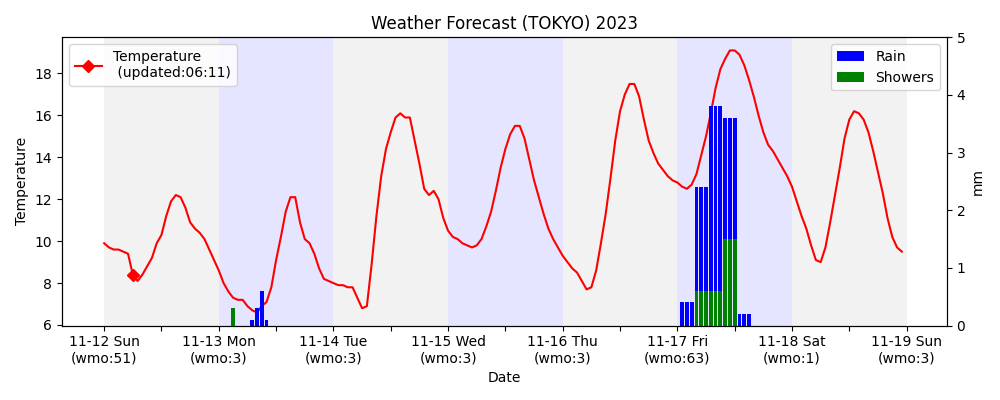 Weather Forecast (TOKYO) 2023
Temperature
(updated:06:11)
Rain
Showers
Temperature
18
16
14
12
10
8
6
5
4
3
2
1
0
mm
11-12 Sun
(wmo:51)
11-13 Mon
(wmo:3)
11-14 Tue
(wmo:3)
11-15 Wed
(wmo:3)
11-16 Thu
(wmo:3)
11-17 Fri
(wmo:63)
11-18 Sat
(wmo:1)
11-19 Sun
(wmo:3)
Date